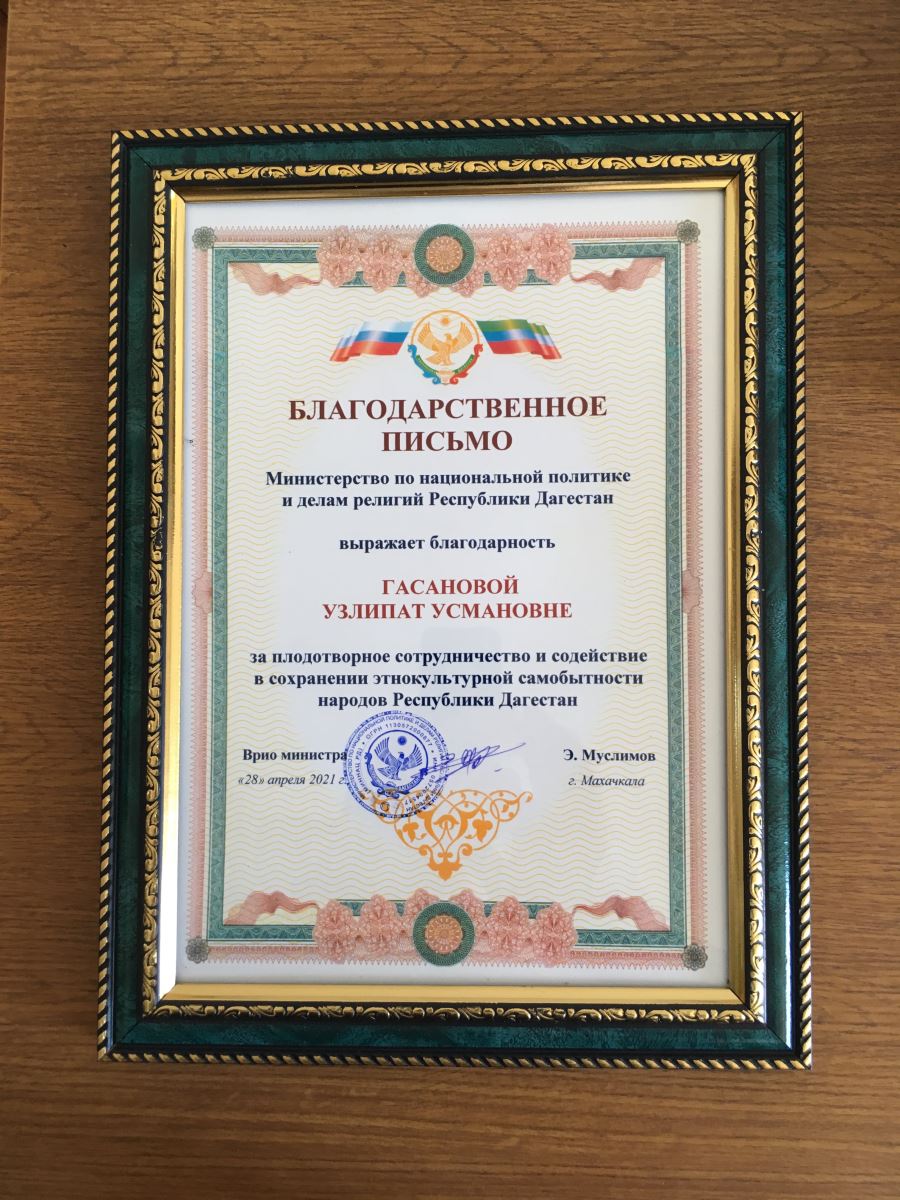 БЛАГОДАРСТВЕННОЕ
ПИСЬМО
Министерство по национальной политике
и делам религий Республики Дагестан
выражает благодарность
ГАСАНОВОЙ
УЗЛИПАТ УСМАНОВНЕ
за плодотворное сотрудничество и содействие
в сохранении этнокультурной самобытности
народов Республики Дагестан
Врио министра
Э. Муслимов
«28» апреля 2021 г.
г. Махачкала